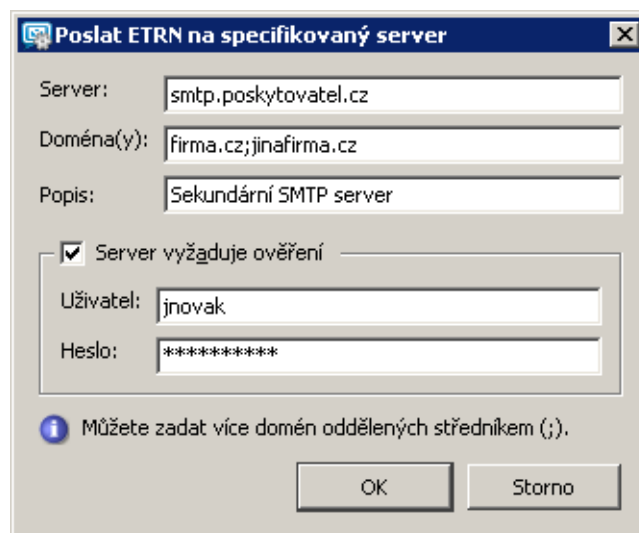 Poslat ETRN na specifikovaný server
Server: smtp.poskytovatel.cz
Doména(y): firma.cz;jinafirma.cz
Popis: Sekundární SMTP server
Server vyžaduje ověření
Uživatel: jnovak
Heslo: **********
Můžete zadat více domén oddělených středníkem (;).
OK Storno